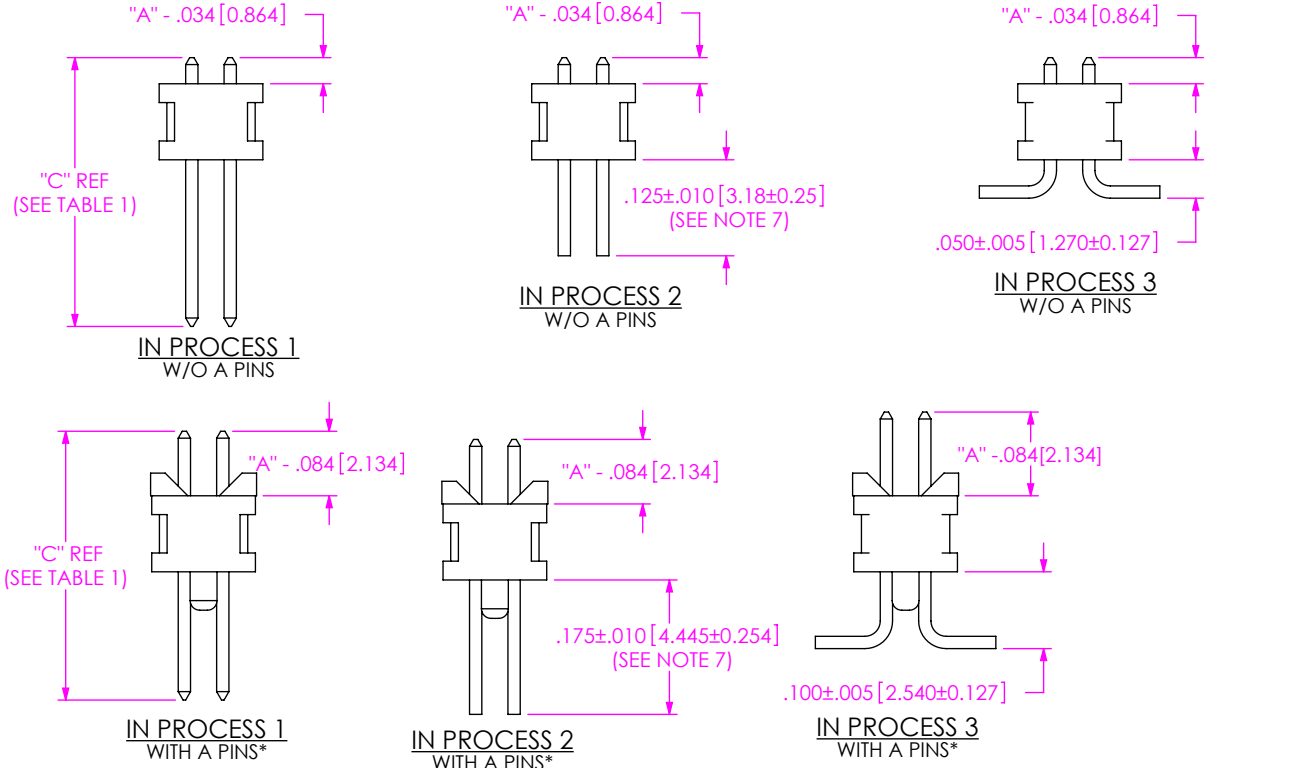 "A" - .034 [0.864]
"A" - .034 [0.864]
"A" - .034 [0.864]
"C" REF
(SEE TABLE 1)
.125±.010 [3.18±0.25]
(SEE NOTE 7)
.050±.005 [1.270±0.127]
IN PROCESS 1
W/O A PINS
IN PROCESS 2
W/O A PINS
IN PROCESS 3
W/O A PINS
"A" - .084 [2.134]
"A" - .084 [2.134]
"A" -.084[2.134]
"C" REF
(SEE TABLE 1)
.175±.010 [4.445±0.254]
(SEE NOTE 7)
.100±.005 [2.540±0.127]
IN PROCESS 1
WITH A PINS*
IN PROCESS 2
WITH A PINS*
IN PROCESS 3
WITH A PINS*